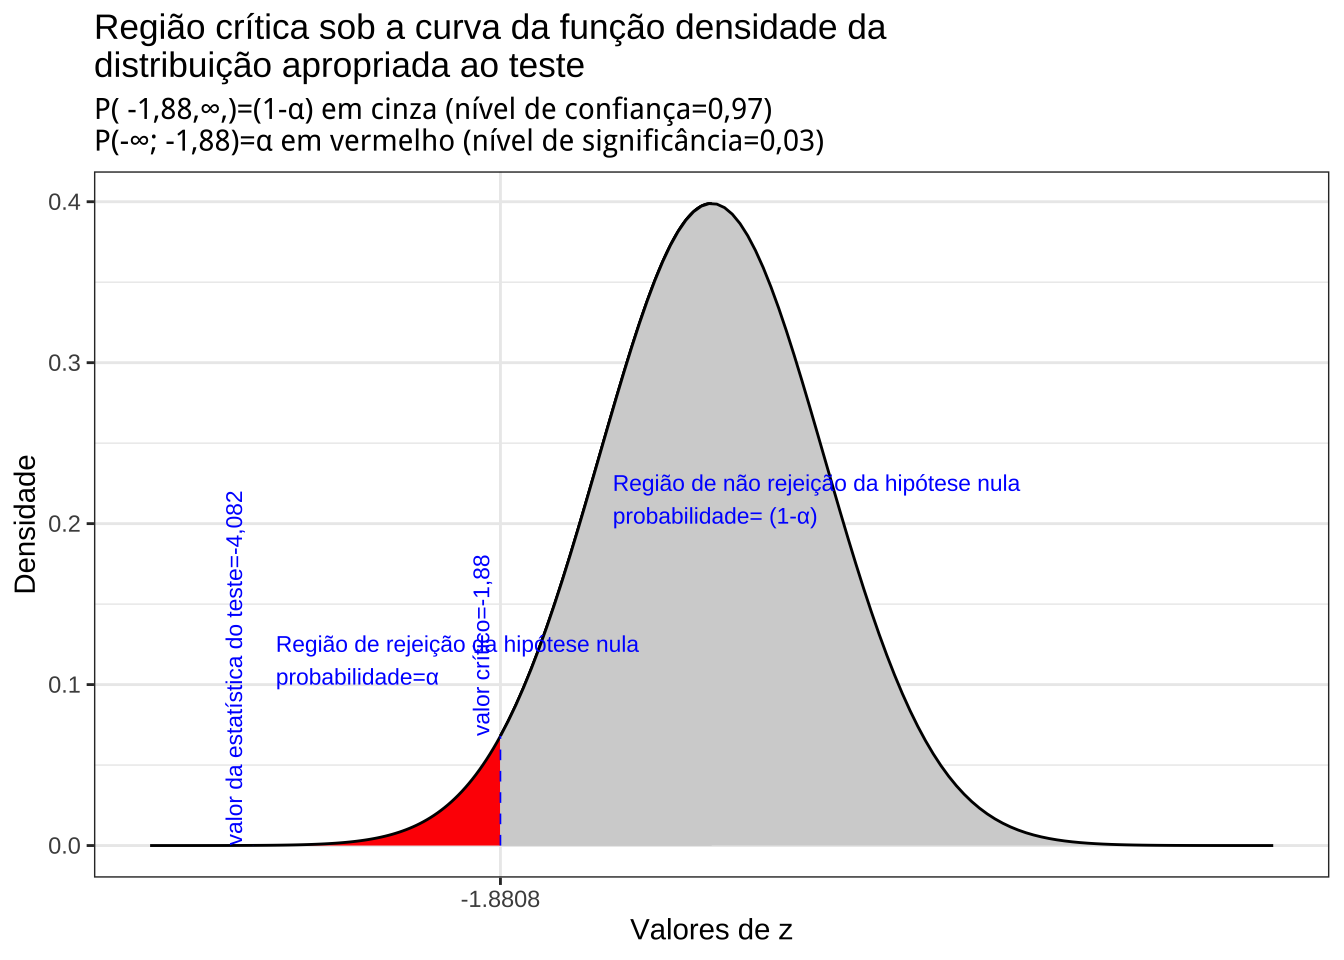 Região crítica sob a curva da função densidade da
distribuição apropriada ao teste
P( -1,88,∞,)=(1-α) em cinza (nível de confiança=0,97)
P(-∞; -1,88)=α em vermelho (nível de significância=0,03)
0.4
0.3
0.2
0.1
0.0
Densidade
valor da estatística do teste=-4,082
Região de rejeição da hipótese nula
probabilidade=α
valor crítico=-1,88
Região de não rejeição da hipótese nula
probabilidade= (1-α)
-1.8808
Valores de z